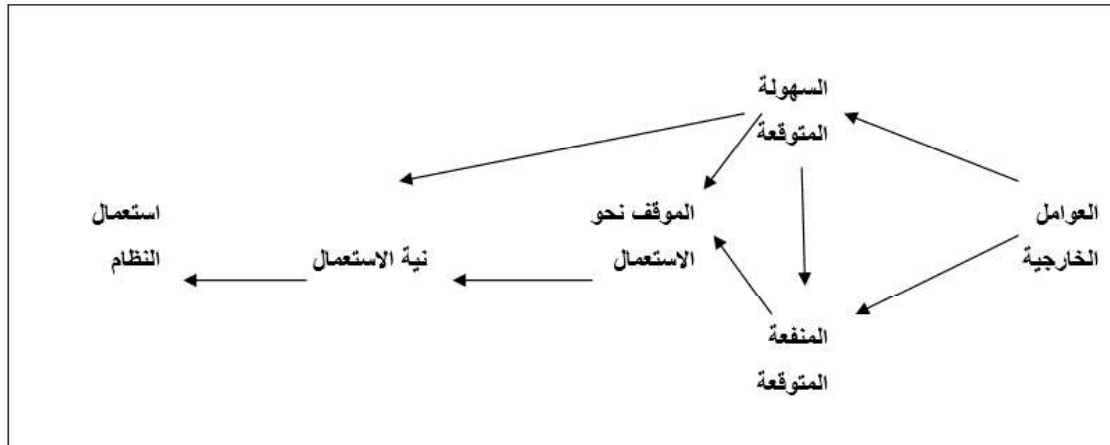 السهولة
المتوقعة
العوامل
الخارجية
الموقف نحو
الاستعمال
نية الاستعمال
استعمال
النظام
المنفعة
المتوقعة